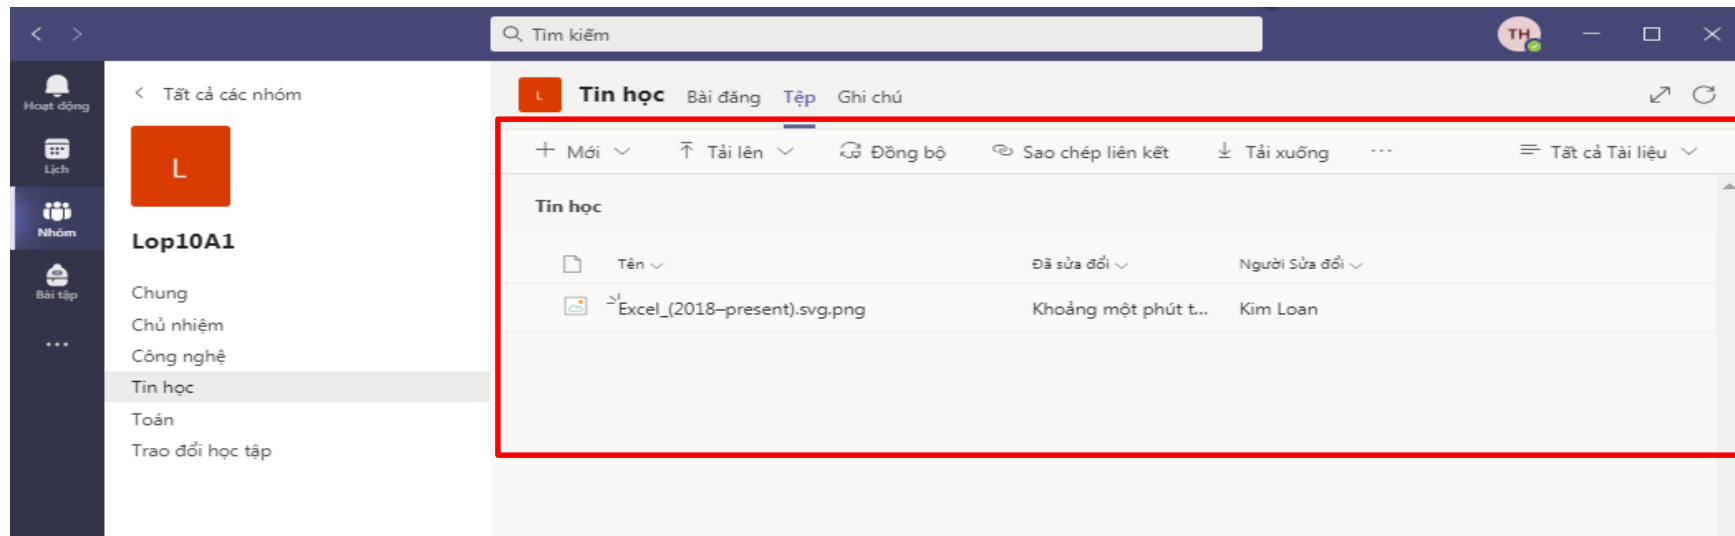 Tìm kiếm
TH
Hoạt động
Lịch
Nhóm
Bài tập
Tất cả các nhóm
L
Lop10A1
Chung
Chủ nhiệm
Công nghệ
Tin học
Toán
Trao đổi học tập
L Tin học Bài đăng Tệp Ghi chú
Mới Tải lên Đồng bộ Sao chép liên kết Tải xuống ... Tất cả Tài liệu
Tin học
Tên Đã sửa đổi Người Sửa đổi
Excel_(2018–present).svg.png Khoảng một phút t... Kim Loan